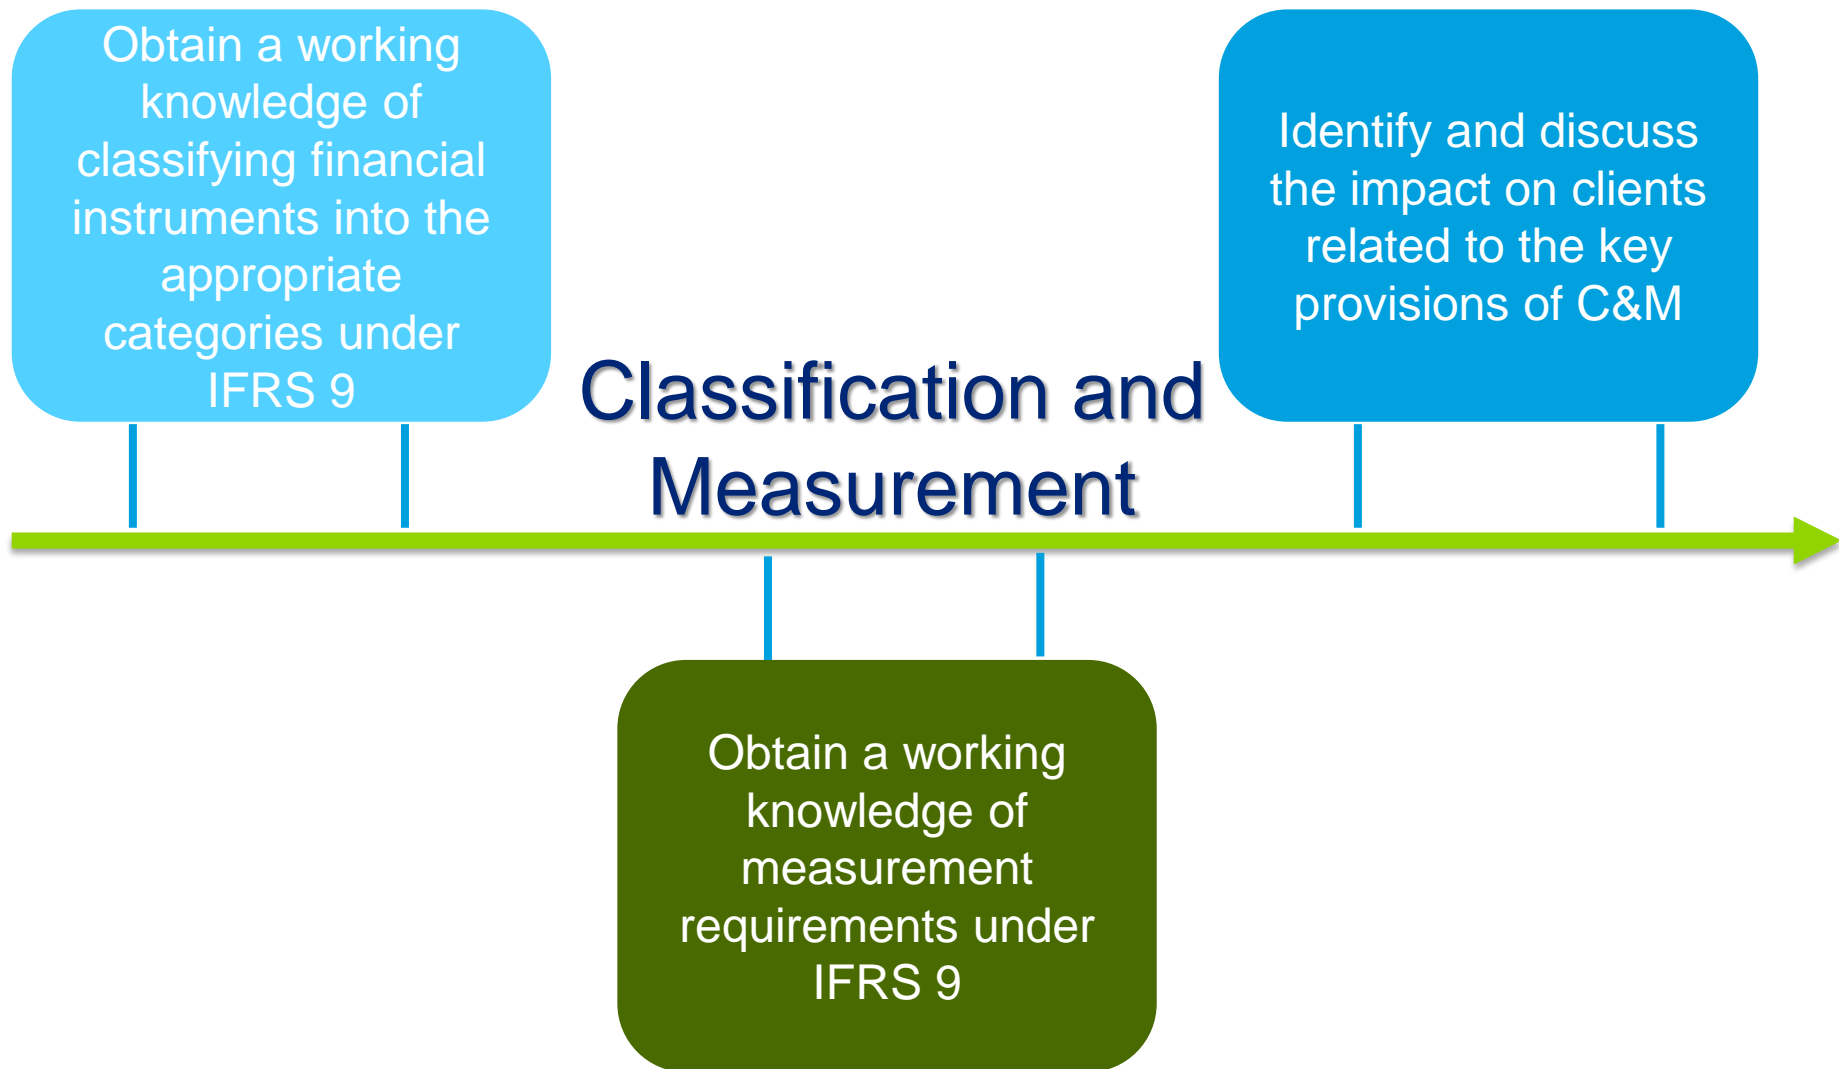 Obtain a working
knowledge of
classifying financial
instruments into the
appropriate
categories under
IFRS 9
Classification and
Measurement
Identify and discuss
the impact on clients
related to the key
provisions of C&M
Obtain a working
knowledge of
measurement
requirements under
IFRS 9